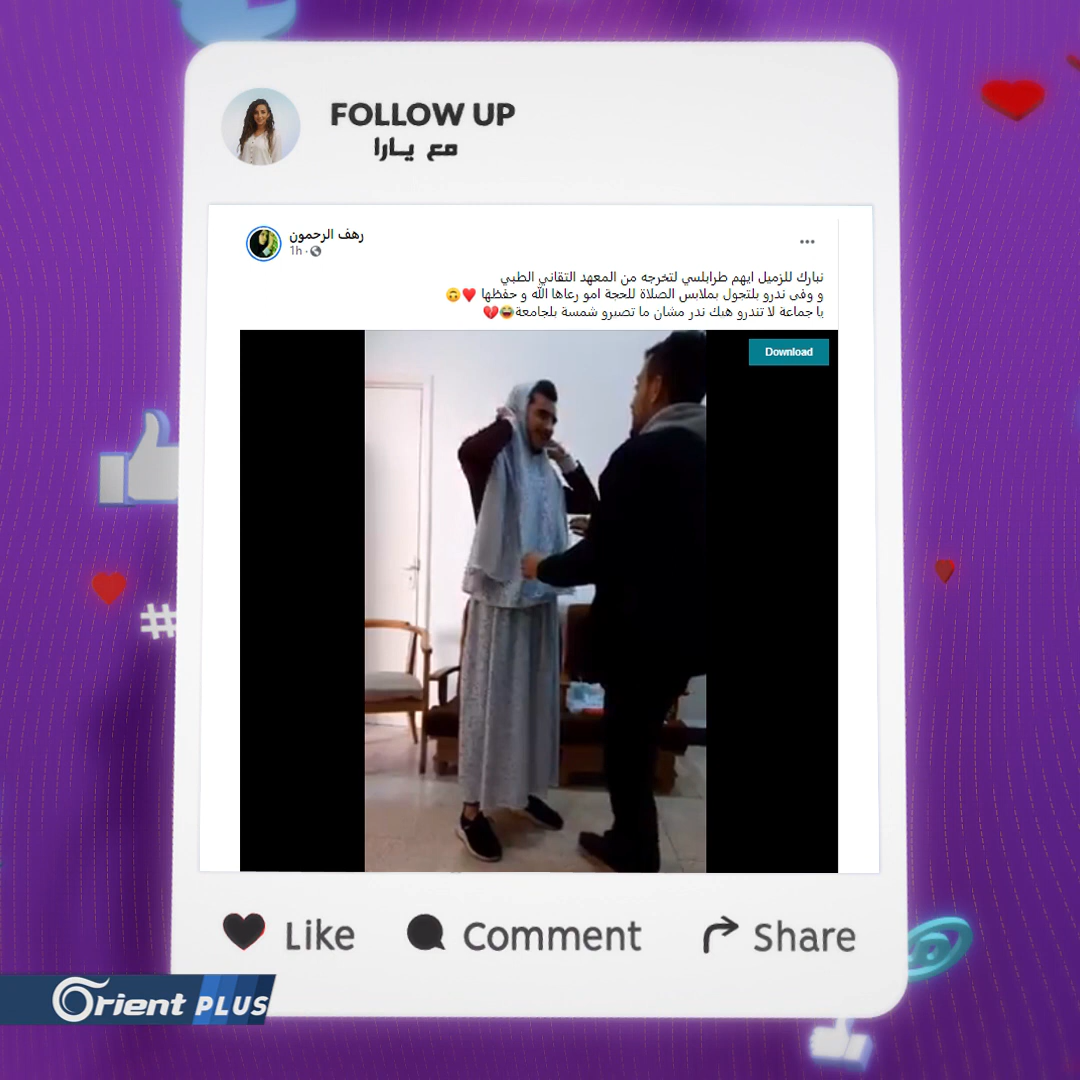 FOLLOW UP
مع يارا
رهف الرحمون
1h ·
نبارك للزميل ايهم طرابلسي لتخرجه من المعهد التقاني الطبي
و وفى ندرو بلتجول بملابس الصلاة للحجة امو رعاها الله و حفظها ❤️🙃
يا جماعة لا تندرو هيك ندر مشان ما تصيرو شمسة بلجامعة😂💔
Download
Like
Comment
Share
#
Orient PLUS